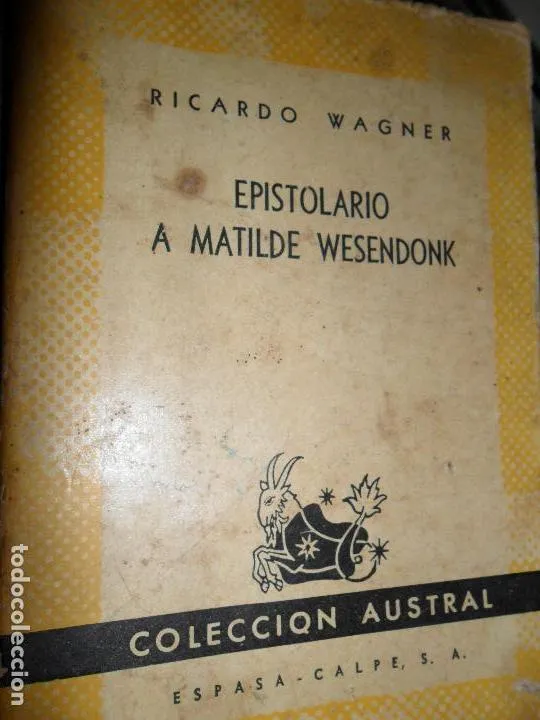 RICARDO WAGNER
EPISTOLARIO
A MATILDE WESENDONK
COLECCION AUSTRAL
ESPASA-CALPE, S. A.
todocoleccion